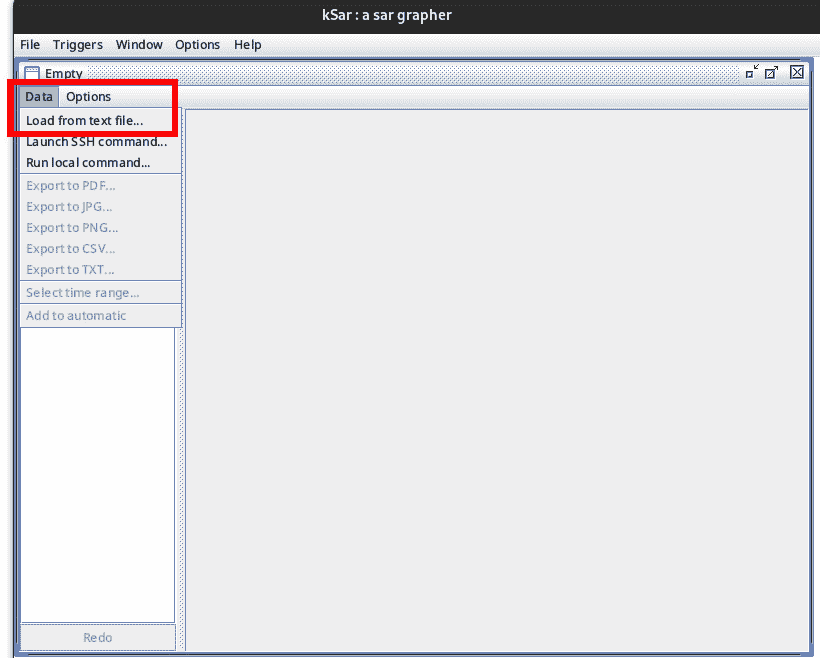 kSar : a sar grapher
File Triggers Window Options Help
Empty
Data Options
Load from text file...
Launch SSH command...
Run local command...
Export to PDF...
Export to JPG...
Export to PNG...
Export to CSV...
Export to TXT...
Select time range...
Add to automatic
Redo